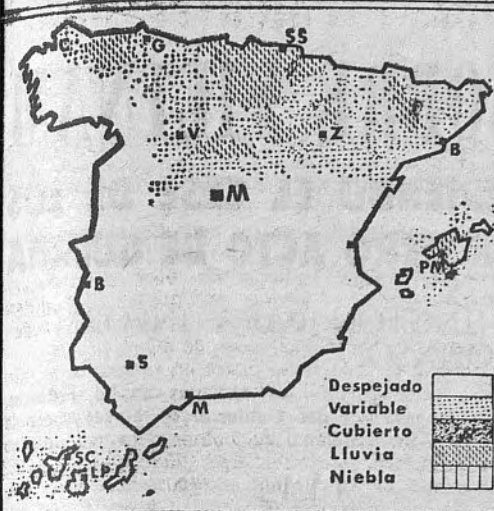 C
G
SS
V
Z
B
M
PM
B
S
M
SC
LP
Despejado
Variable
Cubierto
Lluvia
Niebla